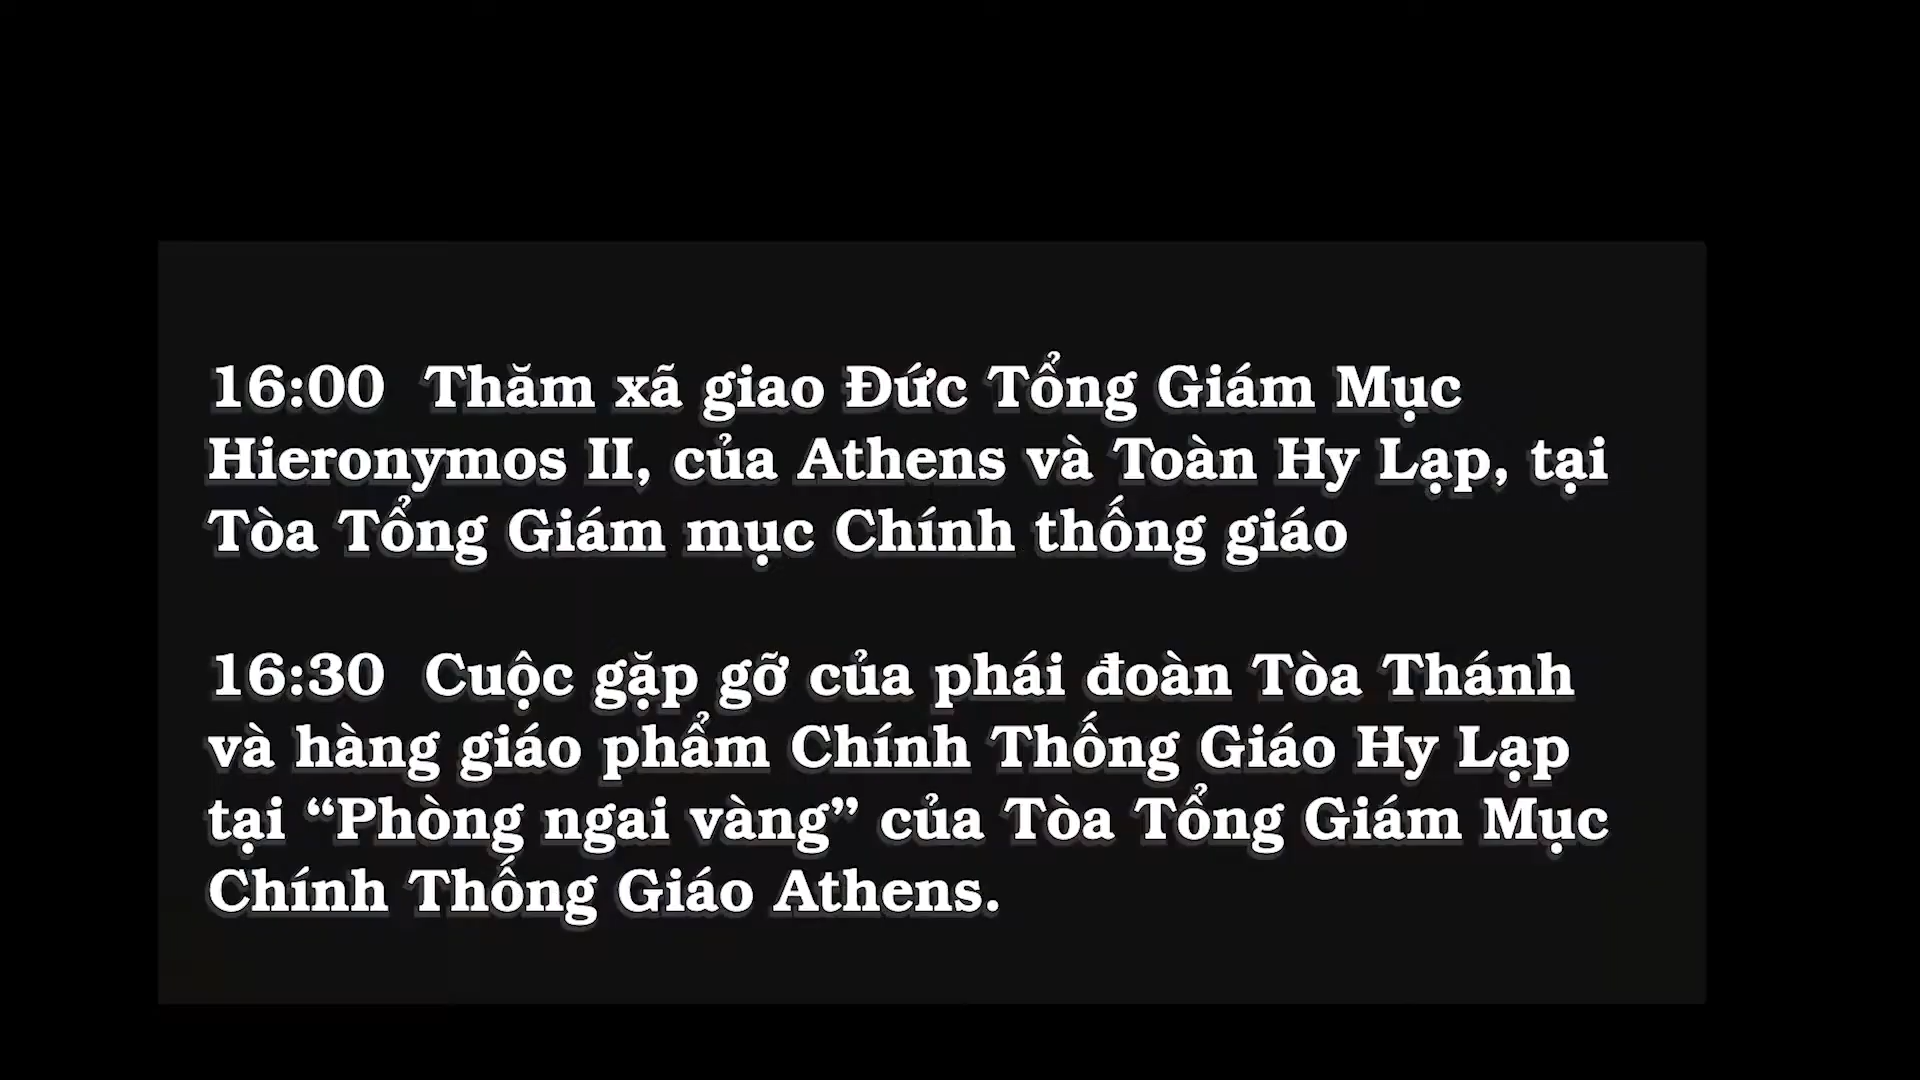 16:00 Thăm xã giao Đức Tổng Giám Mục
Hieronymos II, của Athens và Toàn Hy Lạp, tại
Tòa Tổng Giám mục Chính thống giáo
16:30 Cuộc gặp gỡ của phái đoàn Tòa Thánh
và hàng giáo phẩm Chính Thống Giáo Hy Lạp
tại “Phòng ngai vàng” của Tòa Tổng Giám Mục
Chính Thống Giáo Athens.